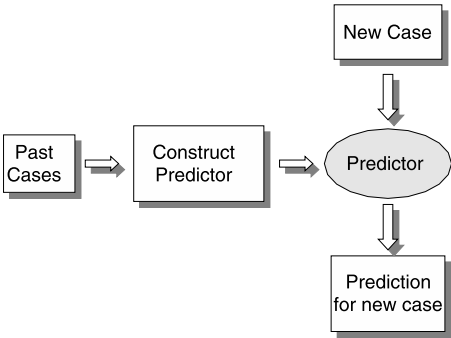 New Case
Past
Cases
Construct
Predictor
Predictor
Prediction
for new case